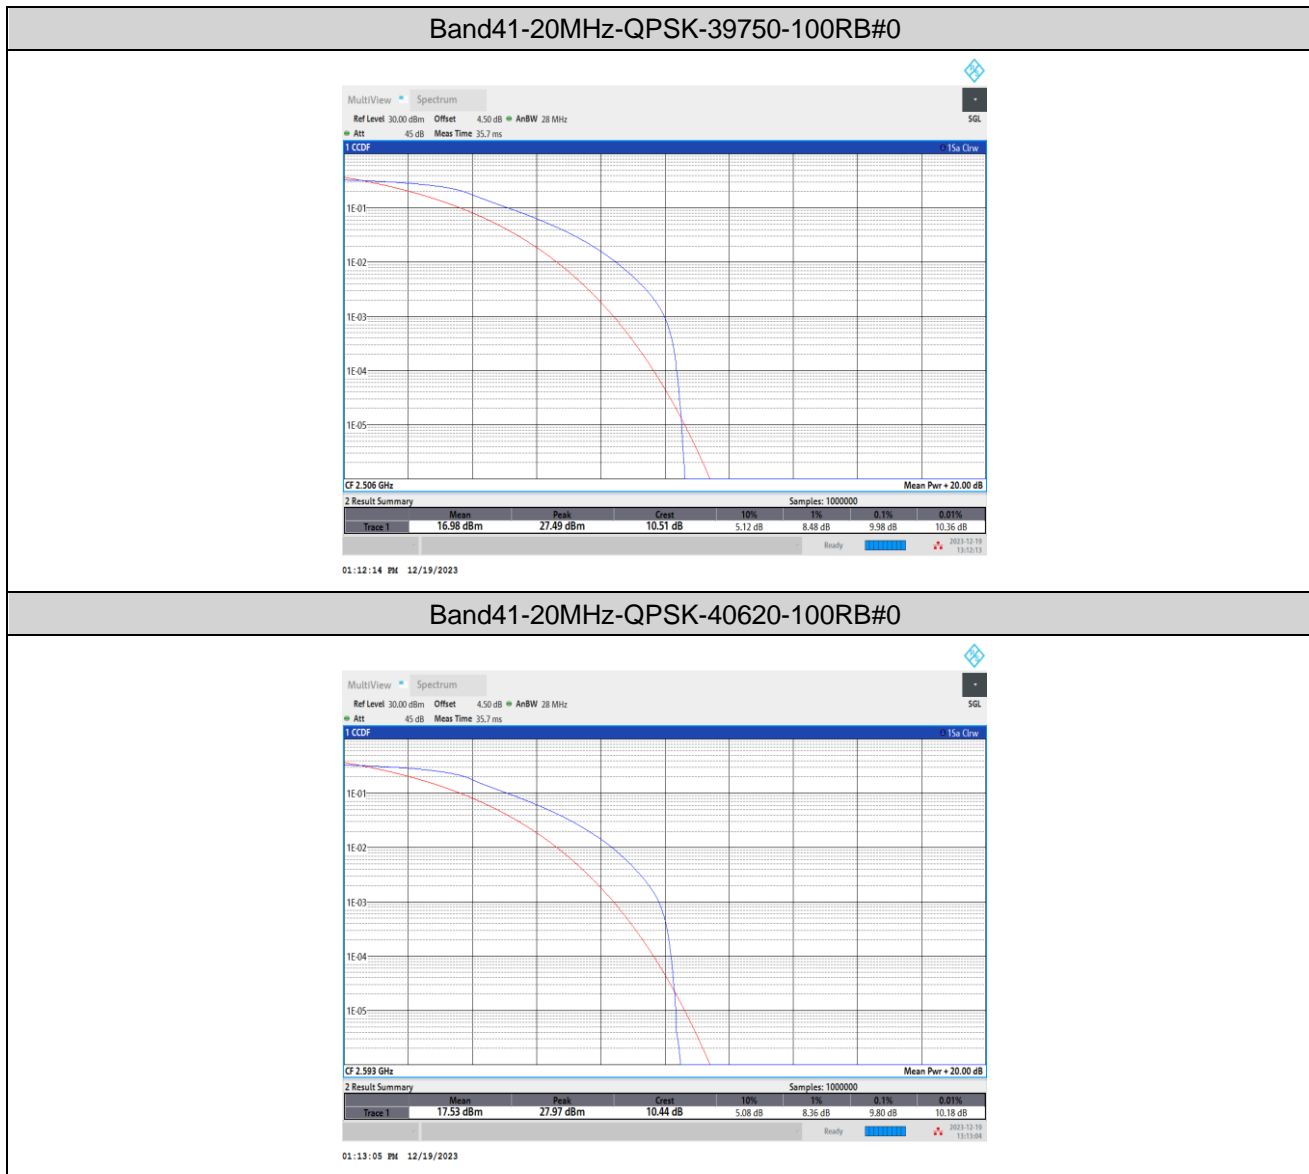 Band41-20MHz-QPSK-39750-100RB#0
MultiView Spectrum
Ref Level 30.00 dBm Offset 4.50 dB AnBW 28 MHz SGL
Att 45 dB Meas Time 35.7 ms
1 CCDF 1Sa Clrw
1E-01
1E-02
1E-03
1E-04
1E-05
CF 2.506 GHz Mean Pwr + 20.00 dB
2 Result Summary Samples: 1000000
Mean Peak Crest 10% 1% 0.1% 0.01%
Trace 1 16.98 dBm 27.49 dBm 10.51 dB 5.12 dB 8.48 dB 9.98 dB 10.36 dB
Ready 2023-12-19
13:12:13
01:12:14 PM 12/19/2023
Band41-20MHz-QPSK-40620-100RB#0
MultiView Spectrum
Ref Level 30.00 dBm Offset 4.50 dB AnBW 28 MHz SGL
Att 45 dB Meas Time 35.7 ms
1 CCDF 1Sa Clrw
1E-01
1E-02
1E-03
1E-04
1E-05
CF 2.593 GHz Mean Pwr + 20.00 dB
2 Result Summary Samples: 1000000
Mean Peak Crest 10% 1% 0.1% 0.01%
Trace 1 17.53 dBm 27.97 dBm 10.44 dB 5.08 dB 8.36 dB 9.80 dB 10.18 dB
Ready 2023-12-19
13:13:04
01:13:05 PM 12/19/2023